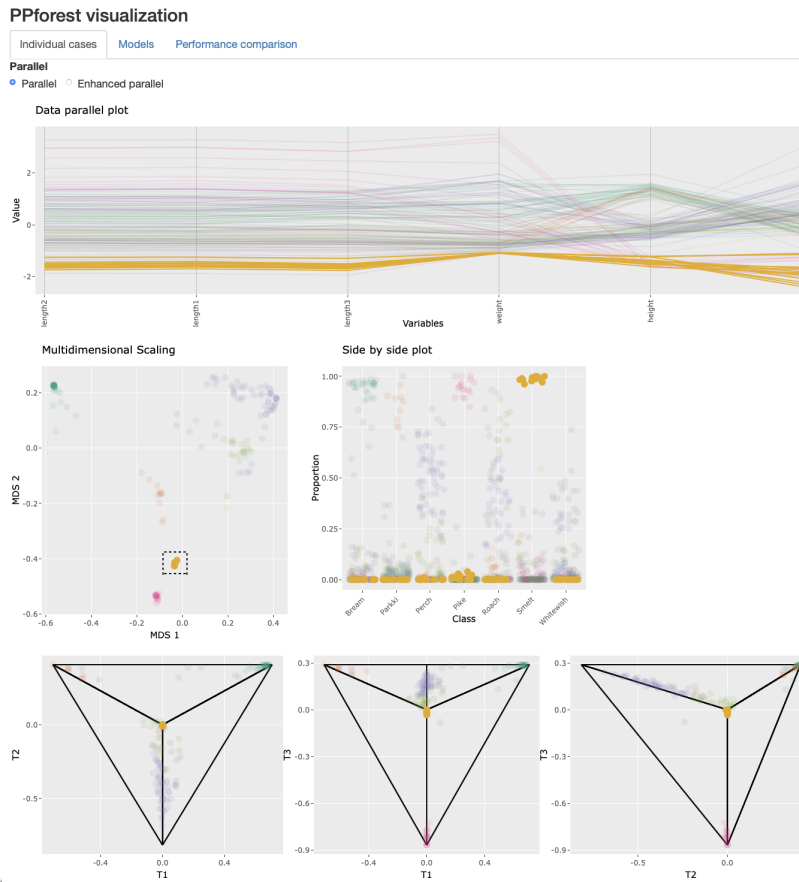 PPforest visualization
Individual cases Models Performance comparison
Parallel
Parallel Enhanced parallel
Data parallel plot
Value
2
0
-2
length2 length1 length3 weight height
Variables
Multidimensional Scaling
MDS 2
0.2
0.0
-0.2
-0.4
-0.6
-0.6 -0.4 -0.2 0.0 0.2 0.4
MDS 1
Side by side plot
Proportion
1.00
0.75
0.50
0.25
0.00
Bream Parkki Perch Pike Roach Smelt Whitewish
Class
T2
0.0
-0.5
-0.4 0.0 0.4
T1
T3
0.3
0.0
-0.3
-0.6
-0.9
-0.4 0.0 0.4
T1
T3
0.3
0.0
-0.3
-0.6
-0.9
-0.5 0.0
T2